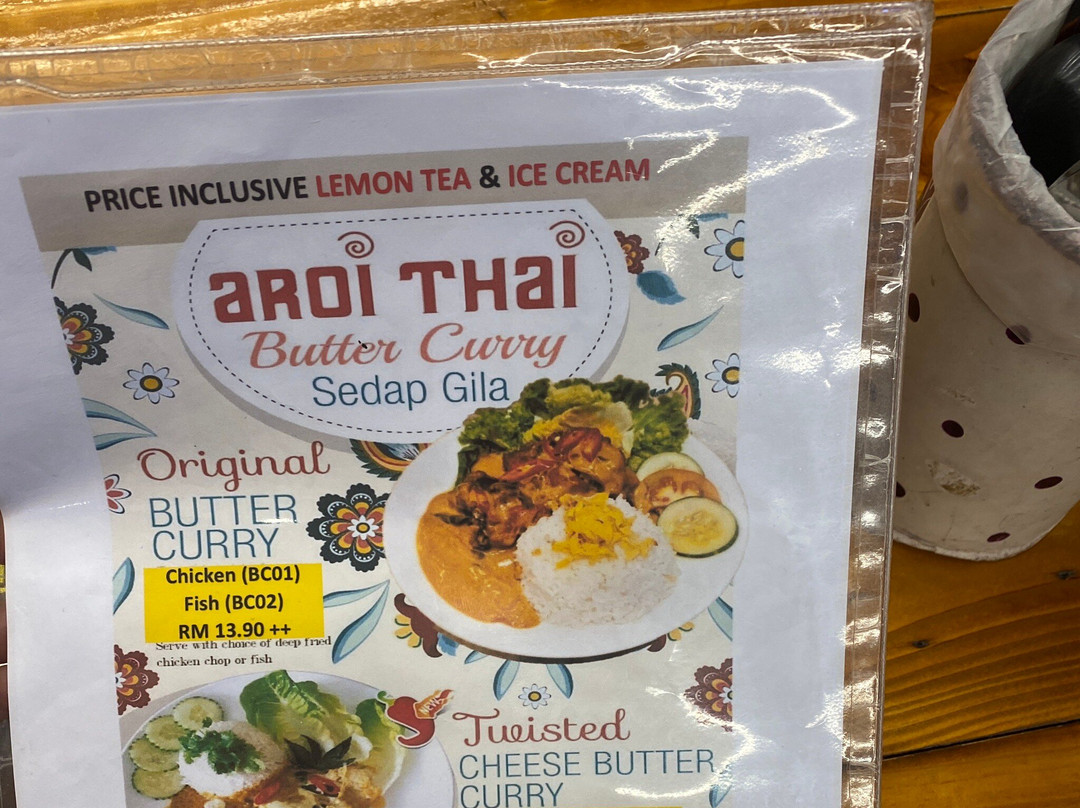 PRICE INCLUSIVE LEMON TEA & ICE CREAM
aROi THai
Butter Curry
Sedap Gila
Original
BUTTER
CURRY
Chicken (BC01)
Fish (BC02)
RM 13.90 ++
Serve with choice of deep fried
chicken chop or fish
NEW
Twisted
CHEESE BUTTER
CURRY